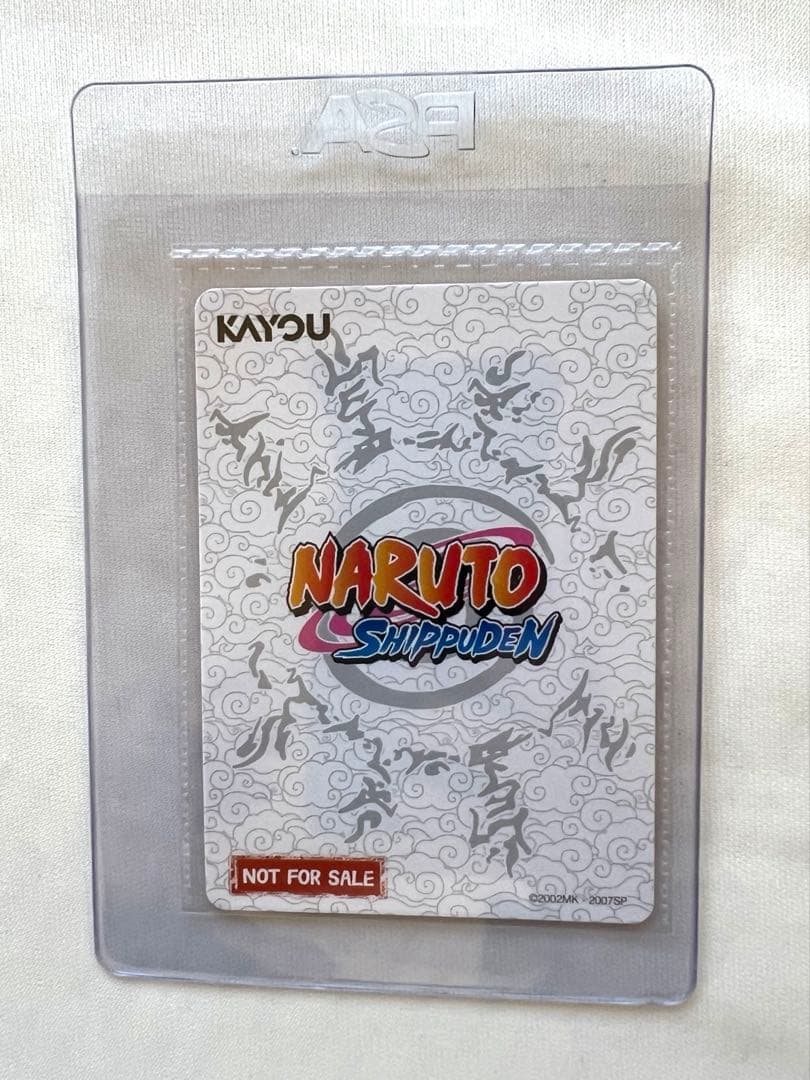 PSA
KAYOU
NARUTO
SHIPPUDEN
NOT FOR SALE
©2002MK · 2007SP